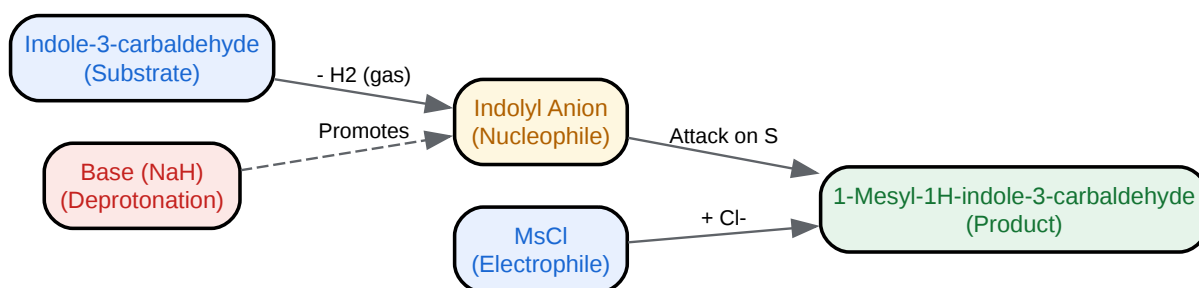 Indole-3-carbaldehyde
(Substrate)
- H2 (gas)
Promotes
Base (NaH)
(Deprotonation)
Indolyl Anion
(Nucleophile)
Attack on S
MsCl
(Electrophile)
+ Cl-
1-Mesyl-1H-indole-3-carbaldehyde
(Product)